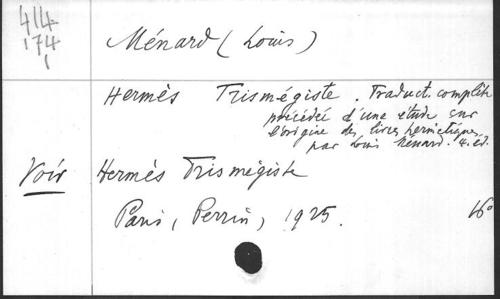 414
174
1
Ménard (Louis)
Hermès Trismégiste. Traduct. complète
précédée d'une étude sur
l'origine des livres hermétiques,
par Louis Ménard. 4. éd.
Voir Hermès Trismégiste
Paris, Perrin, 1925. 16°